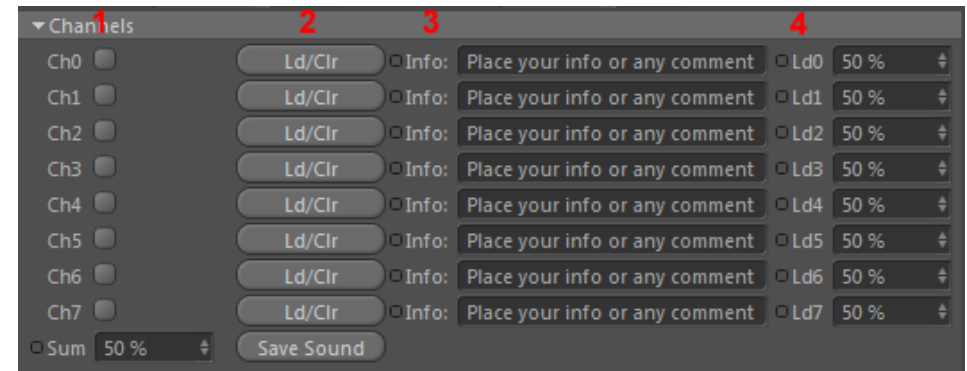 1 2 3 4
Channels
Ch0 Ld/Clr Info: Place your info or any comment Ld0 50 %
Ch1 Ld/Clr Info: Place your info or any comment Ld1 50 %
Ch2 Ld/Clr Info: Place your info or any comment Ld2 50 %
Ch3 Ld/Clr Info: Place your info or any comment Ld3 50 %
Ch4 Ld/Clr Info: Place your info or any comment Ld4 50 %
Ch5 Ld/Clr Info: Place your info or any comment Ld5 50 %
Ch6 Ld/Clr Info: Place your info or any comment Ld6 50 %
Ch7 Ld/Clr Info: Place your info or any comment Ld7 50 %
Sum 50 % Save Sound